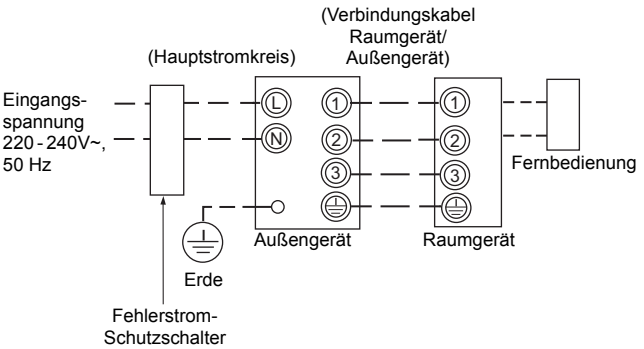 (Verbindungskabel
Raumgerät/
Außengerät)
(Hauptstromkreis)
Eingangs-
spannung
220 - 240V~,
50 Hz
L
N
1
2
3
1
2
3
Fernbedienung
Außengerät
Raumgerät
Erde
Fehlerstrom-
Schutzschalter